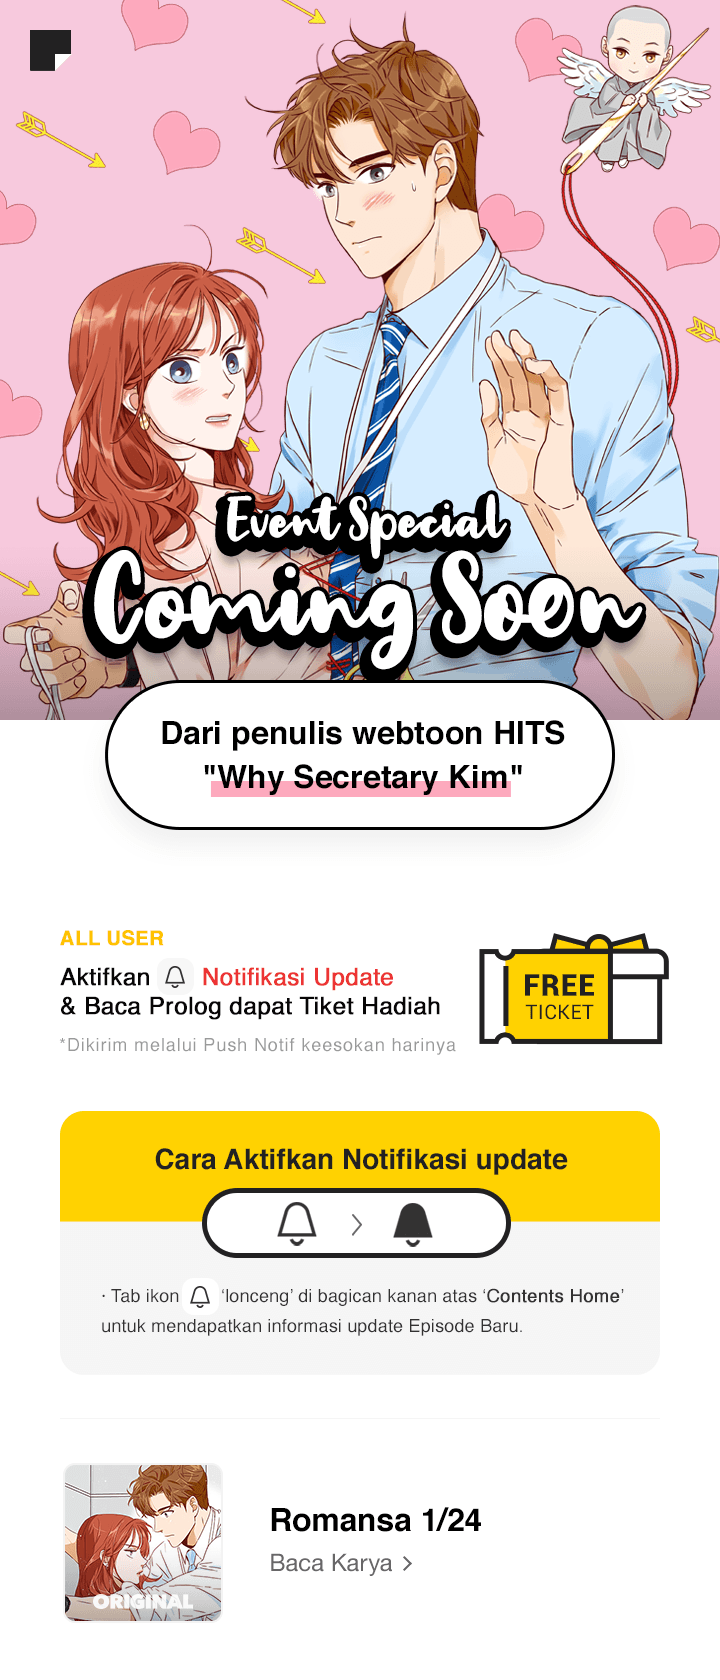 Event Special
Coming Soon
Dari penulis webtoon HITS
"Why Secretary Kim"
ALL USER
Aktifkan Notifikasi Update
& Baca Prolog dapat Tiket Hadiah
*Dikirim melalui Push Notif keesokan harinya
FREE
TICKET
Cara Aktifkan Notifikasi update
· Tab ikon ‘lonceng’ di bagican kanan atas ‘Contents Home’
untuk mendapatkan informasi update Episode Baru.
ORIGINAL
Romansa 1/24
Baca Karya >